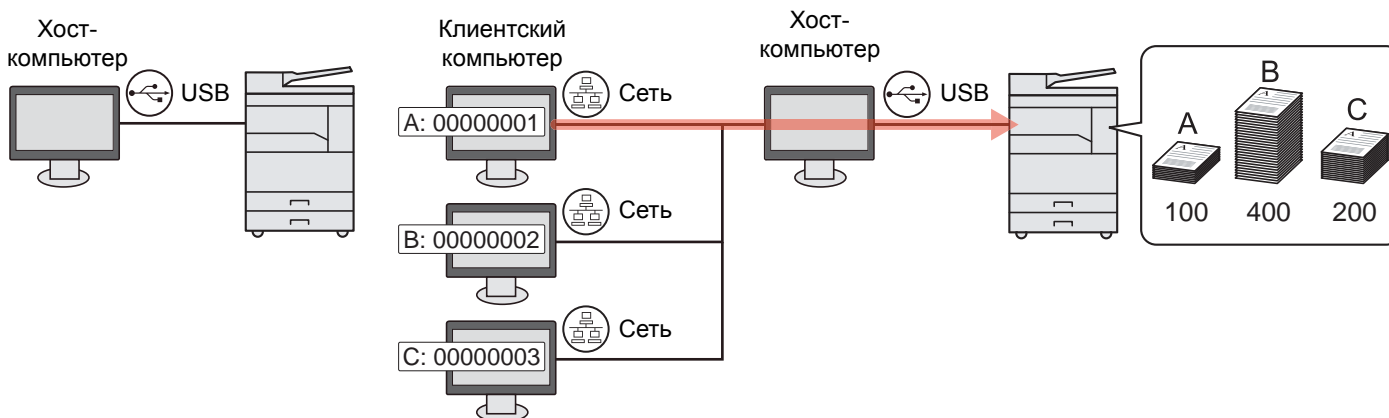 Хост-
компьютер
USB
Клиентский
компьютер
Сеть
A: 00000001
Сеть
B: 00000002
Сеть
C: 00000003
Хост-
компьютер
USB
A
B
C
100
400
200